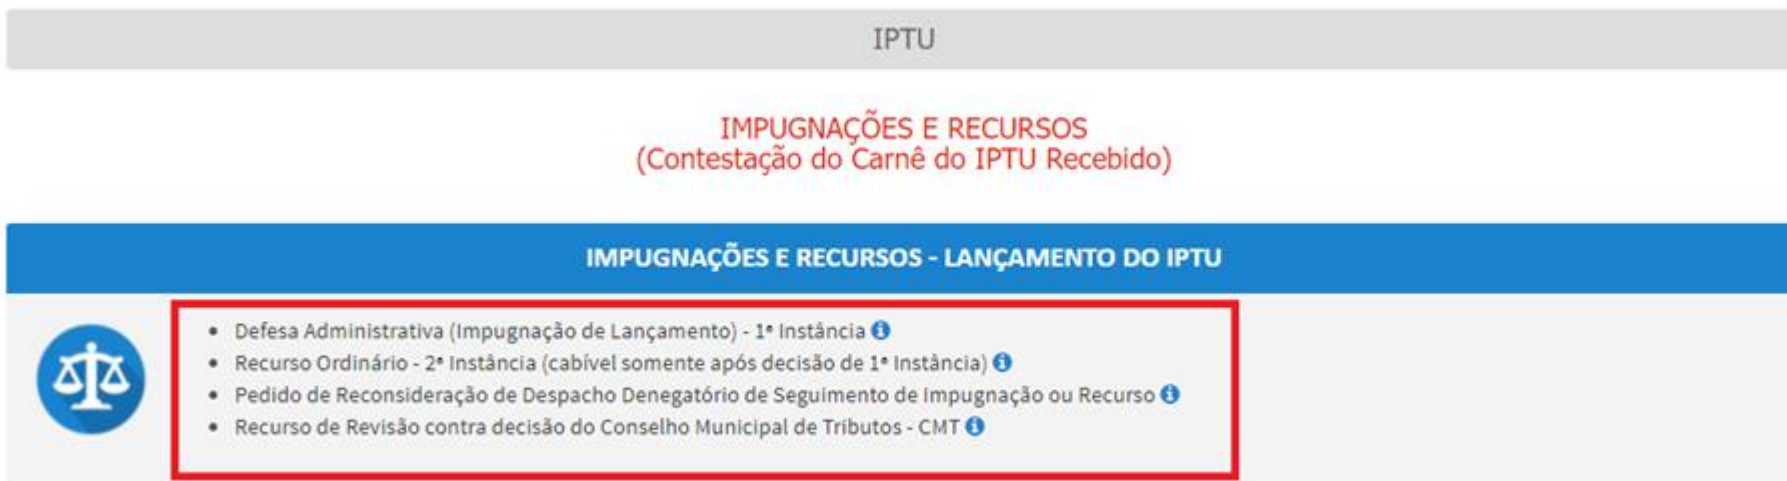 IPTU
IMPUGNAÇÕES E RECURSOS
(Contestação do Carnê do IPTU Recebido)
IMPUGNAÇÕES E RECURSOS - LANÇAMENTO DO IPTU
• Defesa Administrativa (Impugnação de Lançamento) - 1ª Instância
• Recurso Ordinário - 2ª Instância (cabível somente após decisão de 1ª Instância)
• Pedido de Reconsideração de Despacho Denegatório de Seguimento de Impugnação ou Recurso
• Recurso de Revisão contra decisão do Conselho Municipal de Tributos - CMT